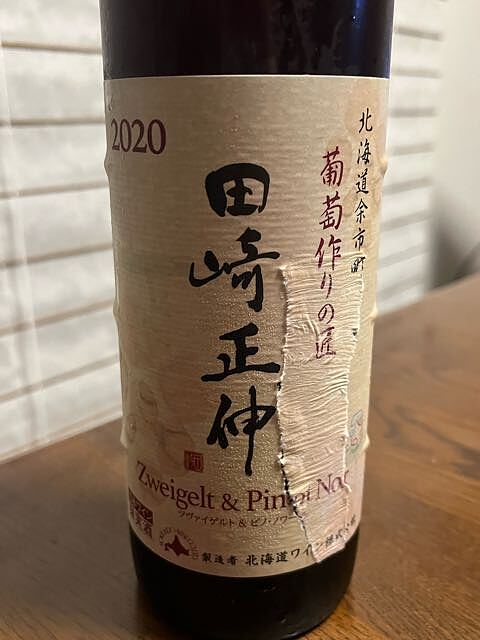 2020
北海道余市町
葡萄作りの匠
田崎正伸
Zweigelt & Pinot Noir
ツヴァイゲルト & ピノ・ノワール
製造者 北海道ワイン株式会社